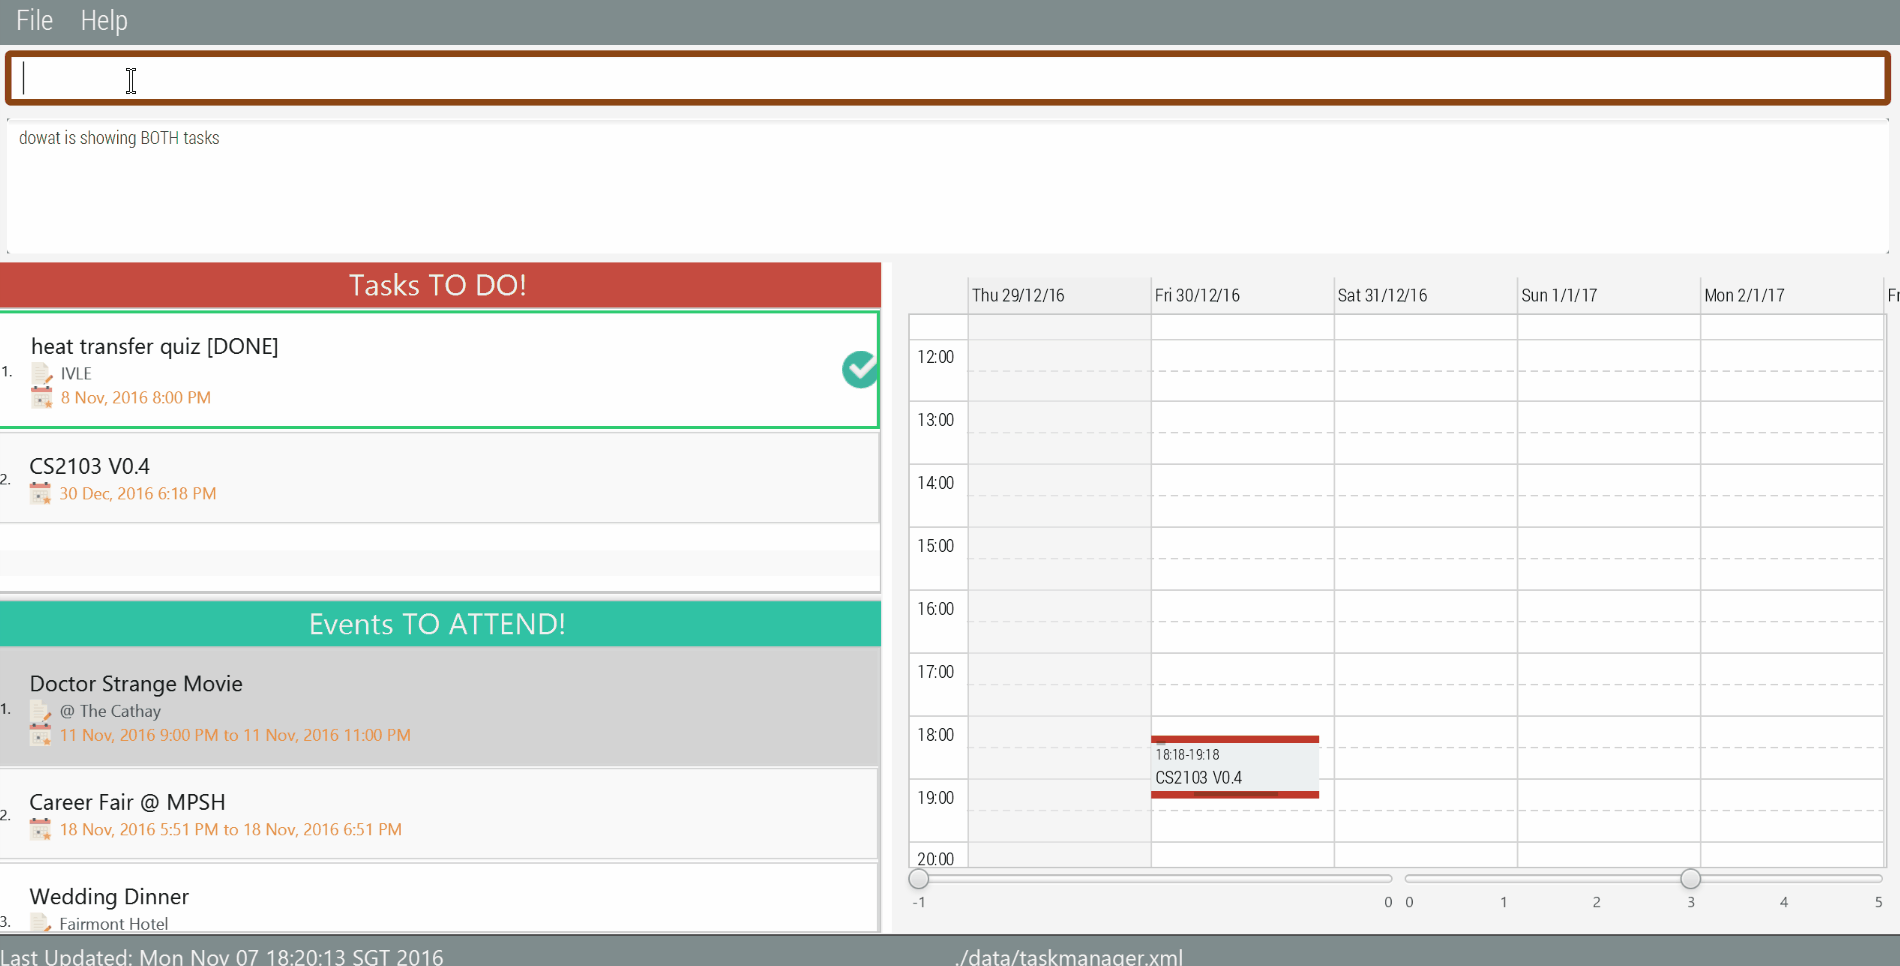 File Help
dowat is showing BOTH tasks
Tasks TO DO!
1.
heat transfer quiz [DONE]
IVLE
8 Nov, 2016 8:00 PM
2.
CS2103 V0.4
30 Dec, 2016 6:18 PM
Events TO ATTEND!
1.
Doctor Strange Movie
@ The Cathay
11 Nov, 2016 9:00 PM to 11 Nov, 2016 11:00 PM
2.
Career Fair @ MPSH
18 Nov, 2016 5:51 PM to 18 Nov, 2016 6:51 PM
3.
Wedding Dinner
Fairmont Hotel
Thu 29/12/16 Fri 30/12/16 Sat 31/12/16 Sun 1/1/17 Mon 2/1/17 Fr
12:00
13:00
14:00
15:00
16:00
17:00
18:00
18:18-19:18
CS2103 V0.4
19:00
20:00
-1 0 0 1 2 3 4 5
Last Updated: Mon Nov 07 18:20:13 SGT 2016 ./data/taskmanager.xml